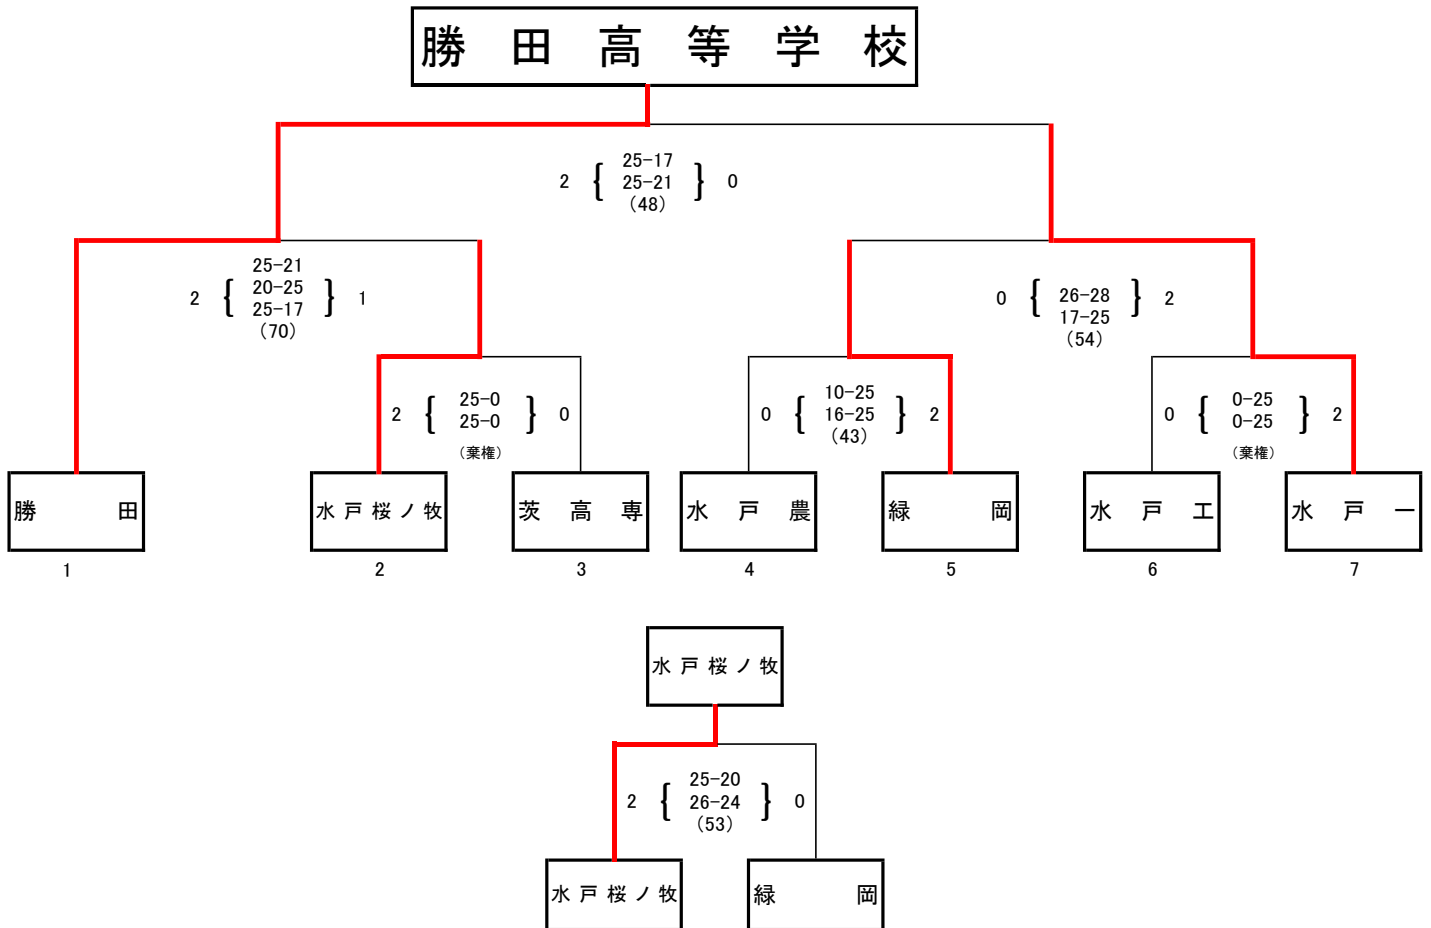 勝田高等学校
25-17
2 { 25-21 } 0
(48)
25-21
2 { 20-25 } 1
25-17
(70)
0 { 26-28 } 2
17-25
(54)
25-0
2 { 25-0 } 0
(棄権)
10-25
0 { 16-25 } 2
(43)
0-25
0 { 0-25 } 2
(棄権)
勝田 水戸桜ノ牧 茨高専 水戸農 緑岡 水戸工 水戸一
1 2 3 4 5 6 7
水戸桜ノ牧
25-20
2 { 26-24 } 0
(53)
水戸桜ノ牧 緑岡